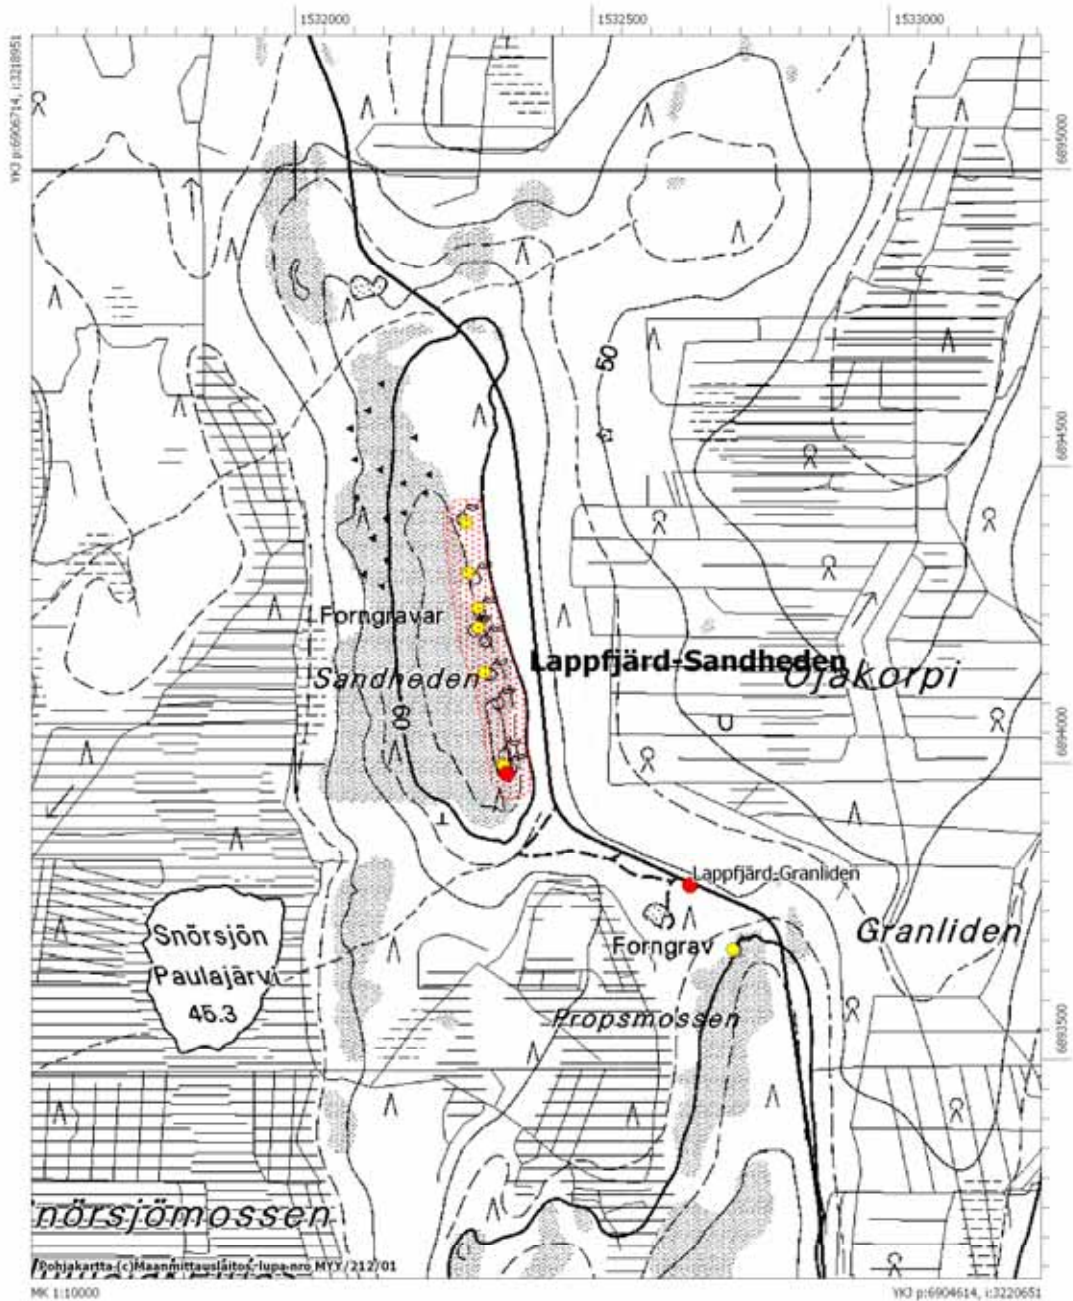 1532000
1532500
1533000
YKJ p:6906714, i:3218951
6895000
50
6894500
Forngravar
Lappfjärd-Sandheden
Sandheden
Ojakorpi
60
6894000
Lappfjärd-Granliden
Snörsjön
Forngrav
Granliden
Paulajärvi
45.3
Propsmossen
6893500
nörsjömossen
Pohjakartta (c)Maanmittauslaitos, lupa-nro MYY/212/01
MK 1:10000
YKJ p:6904614, i:3220651